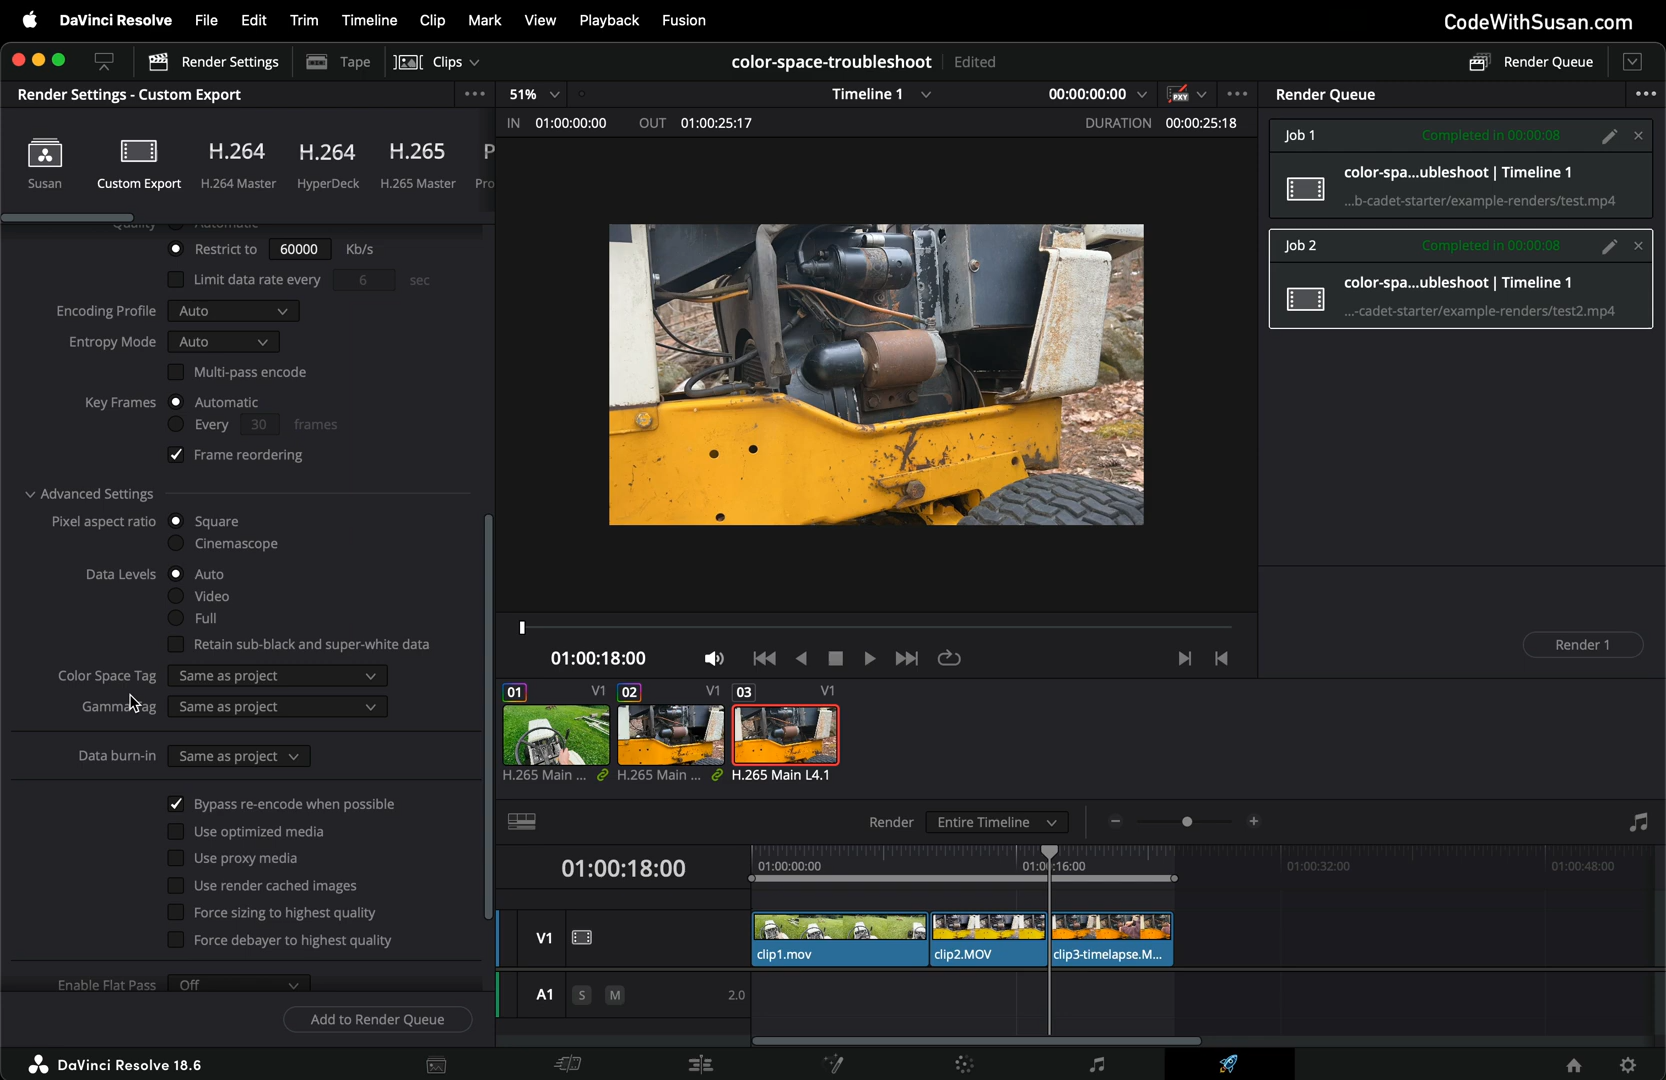 DaVinci Resolve File Edit Trim Timeline Clip Mark View Playback Fusion
CodeWithSusan.com
Render Settings Tape Clips
color-space-troubleshoot Edited
Render Queue
Render Settings - Custom Export
51% Timeline 1 00:00:00:00 PXY
Render Queue
IN 01:00:00:00 OUT 01:00:25:17 DURATION 00:00:25:18
H.264 H.264 H.265 P
Susan Custom Export H.264 Master HyperDeck H.265 Master Pro
Job 1 Completed in 00:00:08
color-spa...ubleshoot | Timeline 1
...b-cadet-starter/example-renders/test.mp4
Job 2 Completed in 00:00:08
color-spa...ubleshoot | Timeline 1
...-cadet-starter/example-renders/test2.mp4
Render 1
Quality Automatic
Restrict to 60000 Kb/s
Limit data rate every 6 sec
Encoding Profile Auto
Entropy Mode Auto
Multi-pass encode
Key Frames Automatic
Every 30 frames
Frame reordering
Advanced Settings
Pixel aspect ratio Square
Cinemascope
Data Levels Auto
Video
Full
Retain sub-black and super-white data
Color Space Tag Same as project
Gamma Tag Same as project
Data burn-in Same as project
Bypass re-encode when possible
Use optimized media
Use proxy media
Use render cached images
Force sizing to highest quality
Force debayer to highest quality
Enable Flat Pass Off
Add to Render Queue
01:00:18:00
01 V1 02 V1 03 V1
H.265 Main ... H.265 Main ... H.265 Main L4.1
Render Entire Timeline
01:00:18:00
01:00:00:00 01:00:16:00 01:00:32:00 01:00:48:00
V1
clip1.mov clip2.MOV clip3-timelapse.M...
A1 S M 2.0
DaVinci Resolve 18.6